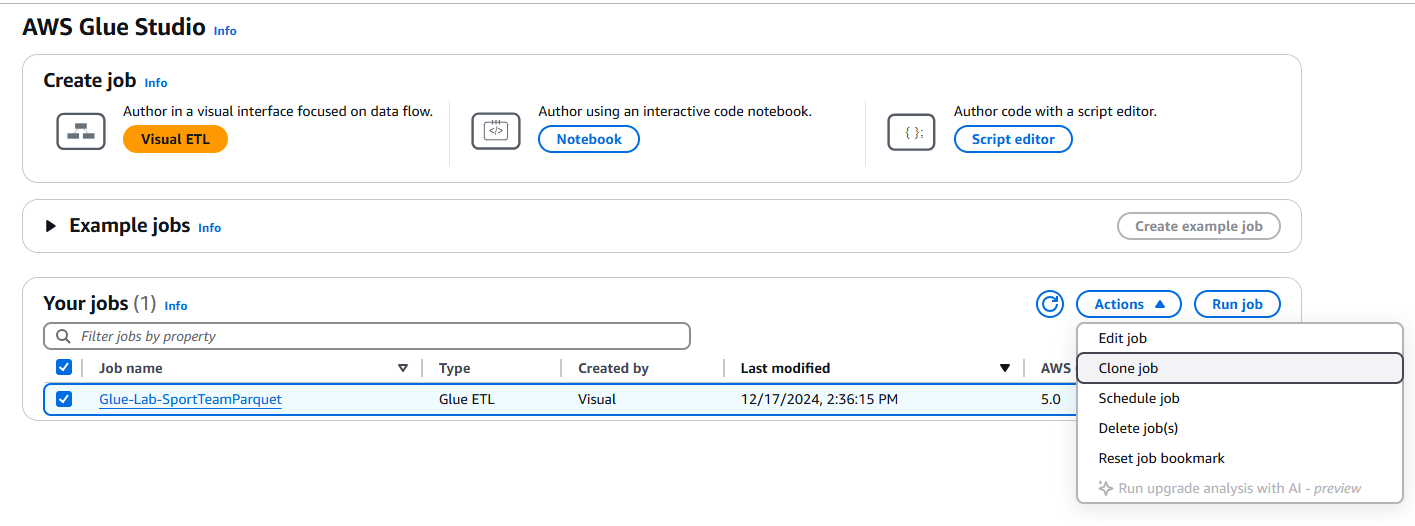 AWS Glue Studio Info
Create job Info
Author in a visual interface focused on data flow.
Visual ETL
</>
Author using an interactive code notebook.
Notebook
{ };
Author code with a script editor.
Script editor
Example jobs Info
Create example job
Your jobs (1) Info
Actions
Run job
Filter jobs by property
Job name Type Created by Last modified AWS
Glue-Lab-SportTeamParquet Glue ETL Visual 12/17/2024, 2:36:15 PM 5.0
Edit job
Clone job
Schedule job
Delete job(s)
Reset job bookmark
Run upgrade analysis with AI - preview